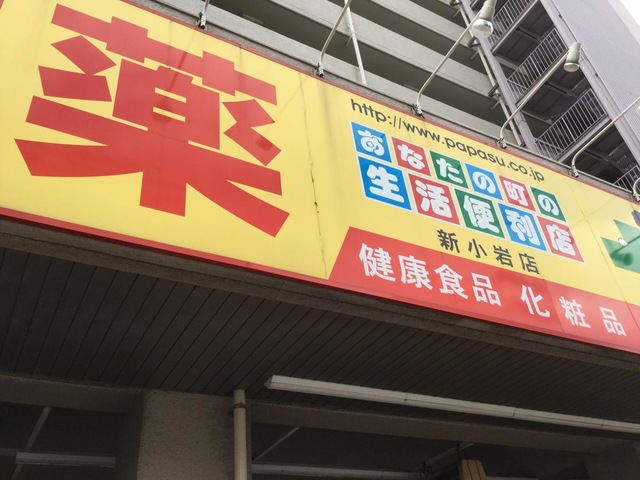 薬
http://www.papasu.co.jp
あなたの町の
生活便利店
新小岩店
健康食品 化粧品